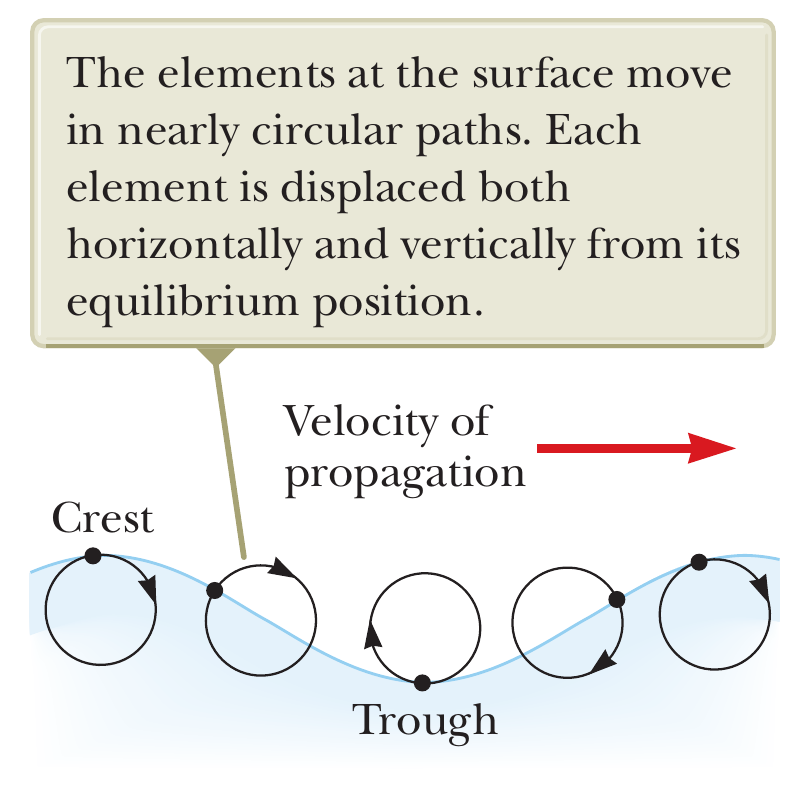 The elements at the surface move
in nearly circular paths. Each
element is displaced both
horizontally and vertically from its
equilibrium position.
Velocity of
propagation
Crest
Trough